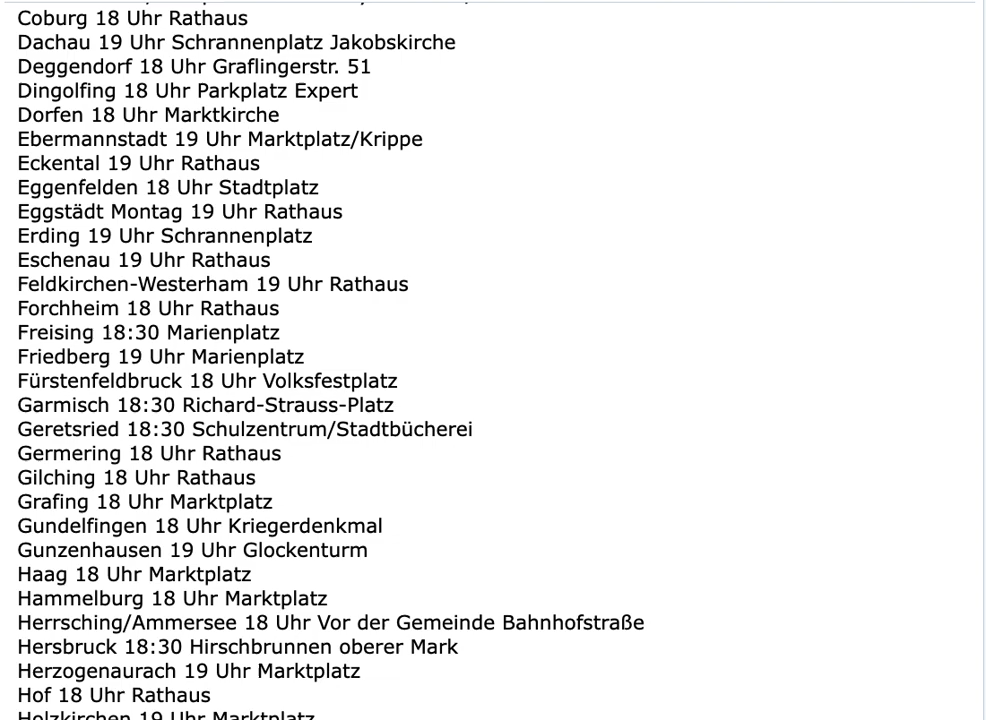 Coburg 18 Uhr Rathaus
Dachau 19 Uhr Schrannenplatz Jakobskirche
Deggendorf 18 Uhr Graflingerstr. 51
Dingolfing 18 Uhr Parkplatz Expert
Dorfen 18 Uhr Marktkirche
Ebermannstadt 19 Uhr Marktplatz/Krippe
Eckental 19 Uhr Rathaus
Eggenfelden 18 Uhr Stadtplatz
Eggstädt Montag 19 Uhr Rathaus
Erding 19 Uhr Schrannenplatz
Eschenau 19 Uhr Rathaus
Feldkirchen-Westerham 19 Uhr Rathaus
Forchheim 18 Uhr Rathaus
Freising 18:30 Marienplatz
Friedberg 19 Uhr Marienplatz
Fürstenfeldbruck 18 Uhr Volksfestplatz
Garmisch 18:30 Richard-Strauss-Platz
Geretsried 18:30 Schulzentrum/Stadtbücherei
Germering 18 Uhr Rathaus
Gilching 18 Uhr Rathaus
Grafing 18 Uhr Marktplatz
Gundelfingen 18 Uhr Kriegerdenkmal
Gunzenhausen 19 Uhr Glockenturm
Haag 18 Uhr Marktplatz
Hammelburg 18 Uhr Marktplatz
Herrsching/Ammersee 18 Uhr Vor der Gemeinde Bahnhofstraße
Hersbruck 18:30 Hirschbrunnen oberer Mark
Herzogenaurach 19 Uhr Marktplatz
Hof 18 Uhr Rathaus
Holzkirchen 19 Uhr Marktplatz